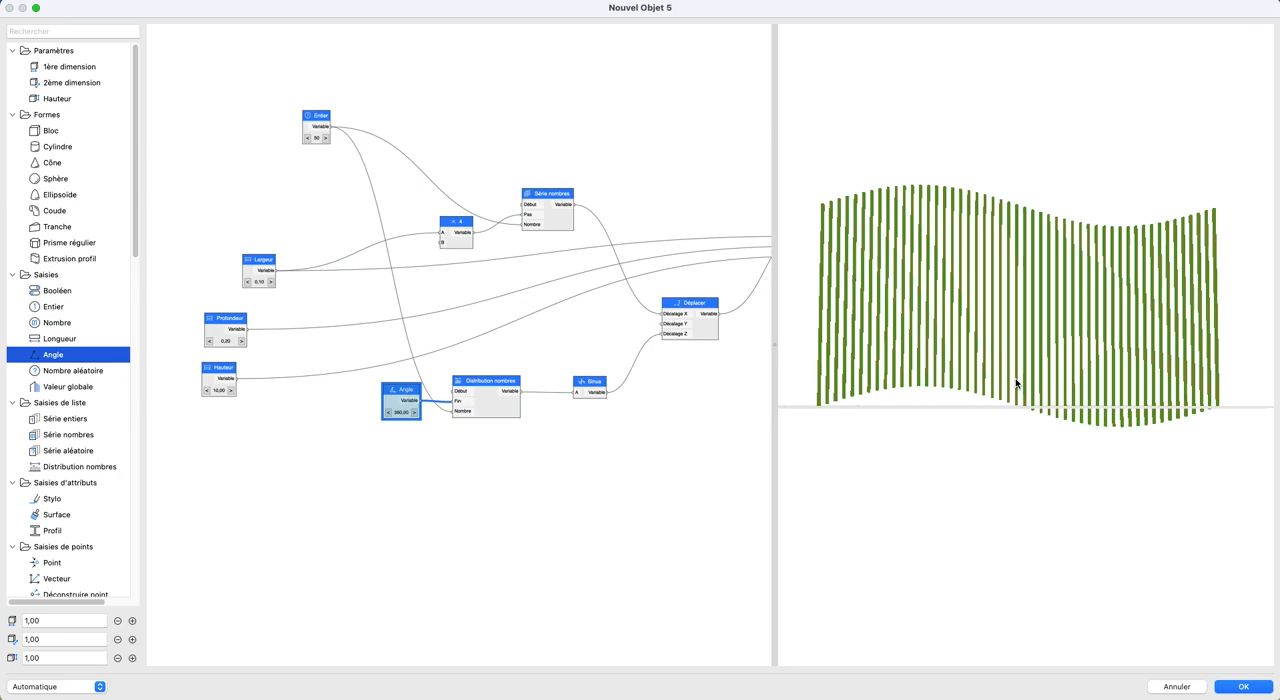 Nouvel Objet 5
Rechercher
Paramètres
1ère dimension
2ème dimension
Hauteur
Formes
Bloc
Cylindre
Cône
Sphère
Ellipsoïde
Coude
Tranche
Prisme régulier
Extrusion profil
Saisies
Booléen
Entier
Nombre
Longueur
Angle
Nombre aléatoire
Valeur globale
Saisies de liste
Série entiers
Série nombres
Série aléatoire
Distribution nombres
Saisies d'attributs
Stylo
Surface
Profil
Saisies de points
Point
Vecteur
Déconstruire point
1,00
1,00
1,00
Automatique
Entier
Variable
< 50 >
Série nombres
Début Variable
Pas
Nombre
× 4
A Variable
B
Largeur
Variable
< 0,10 >
Profondeur
Variable
< 0,20 >
Hauteur
Variable
< 10,00 >
Angle
Variable
< 360,00 >
Distribution nombres
Début Variable
Fin
Nombre
Sinus
A Variable
Déplacer
Décalage X Variable
Décalage Y
Décalage Z
Annuler
OK